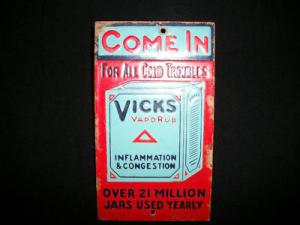 COME IN
FOR ALL COLD TROUBLES
VICKS
VAPORUB
INFLAMMATION
& CONGESTION
OVER 21 MILLION
JARS USED YEARLY